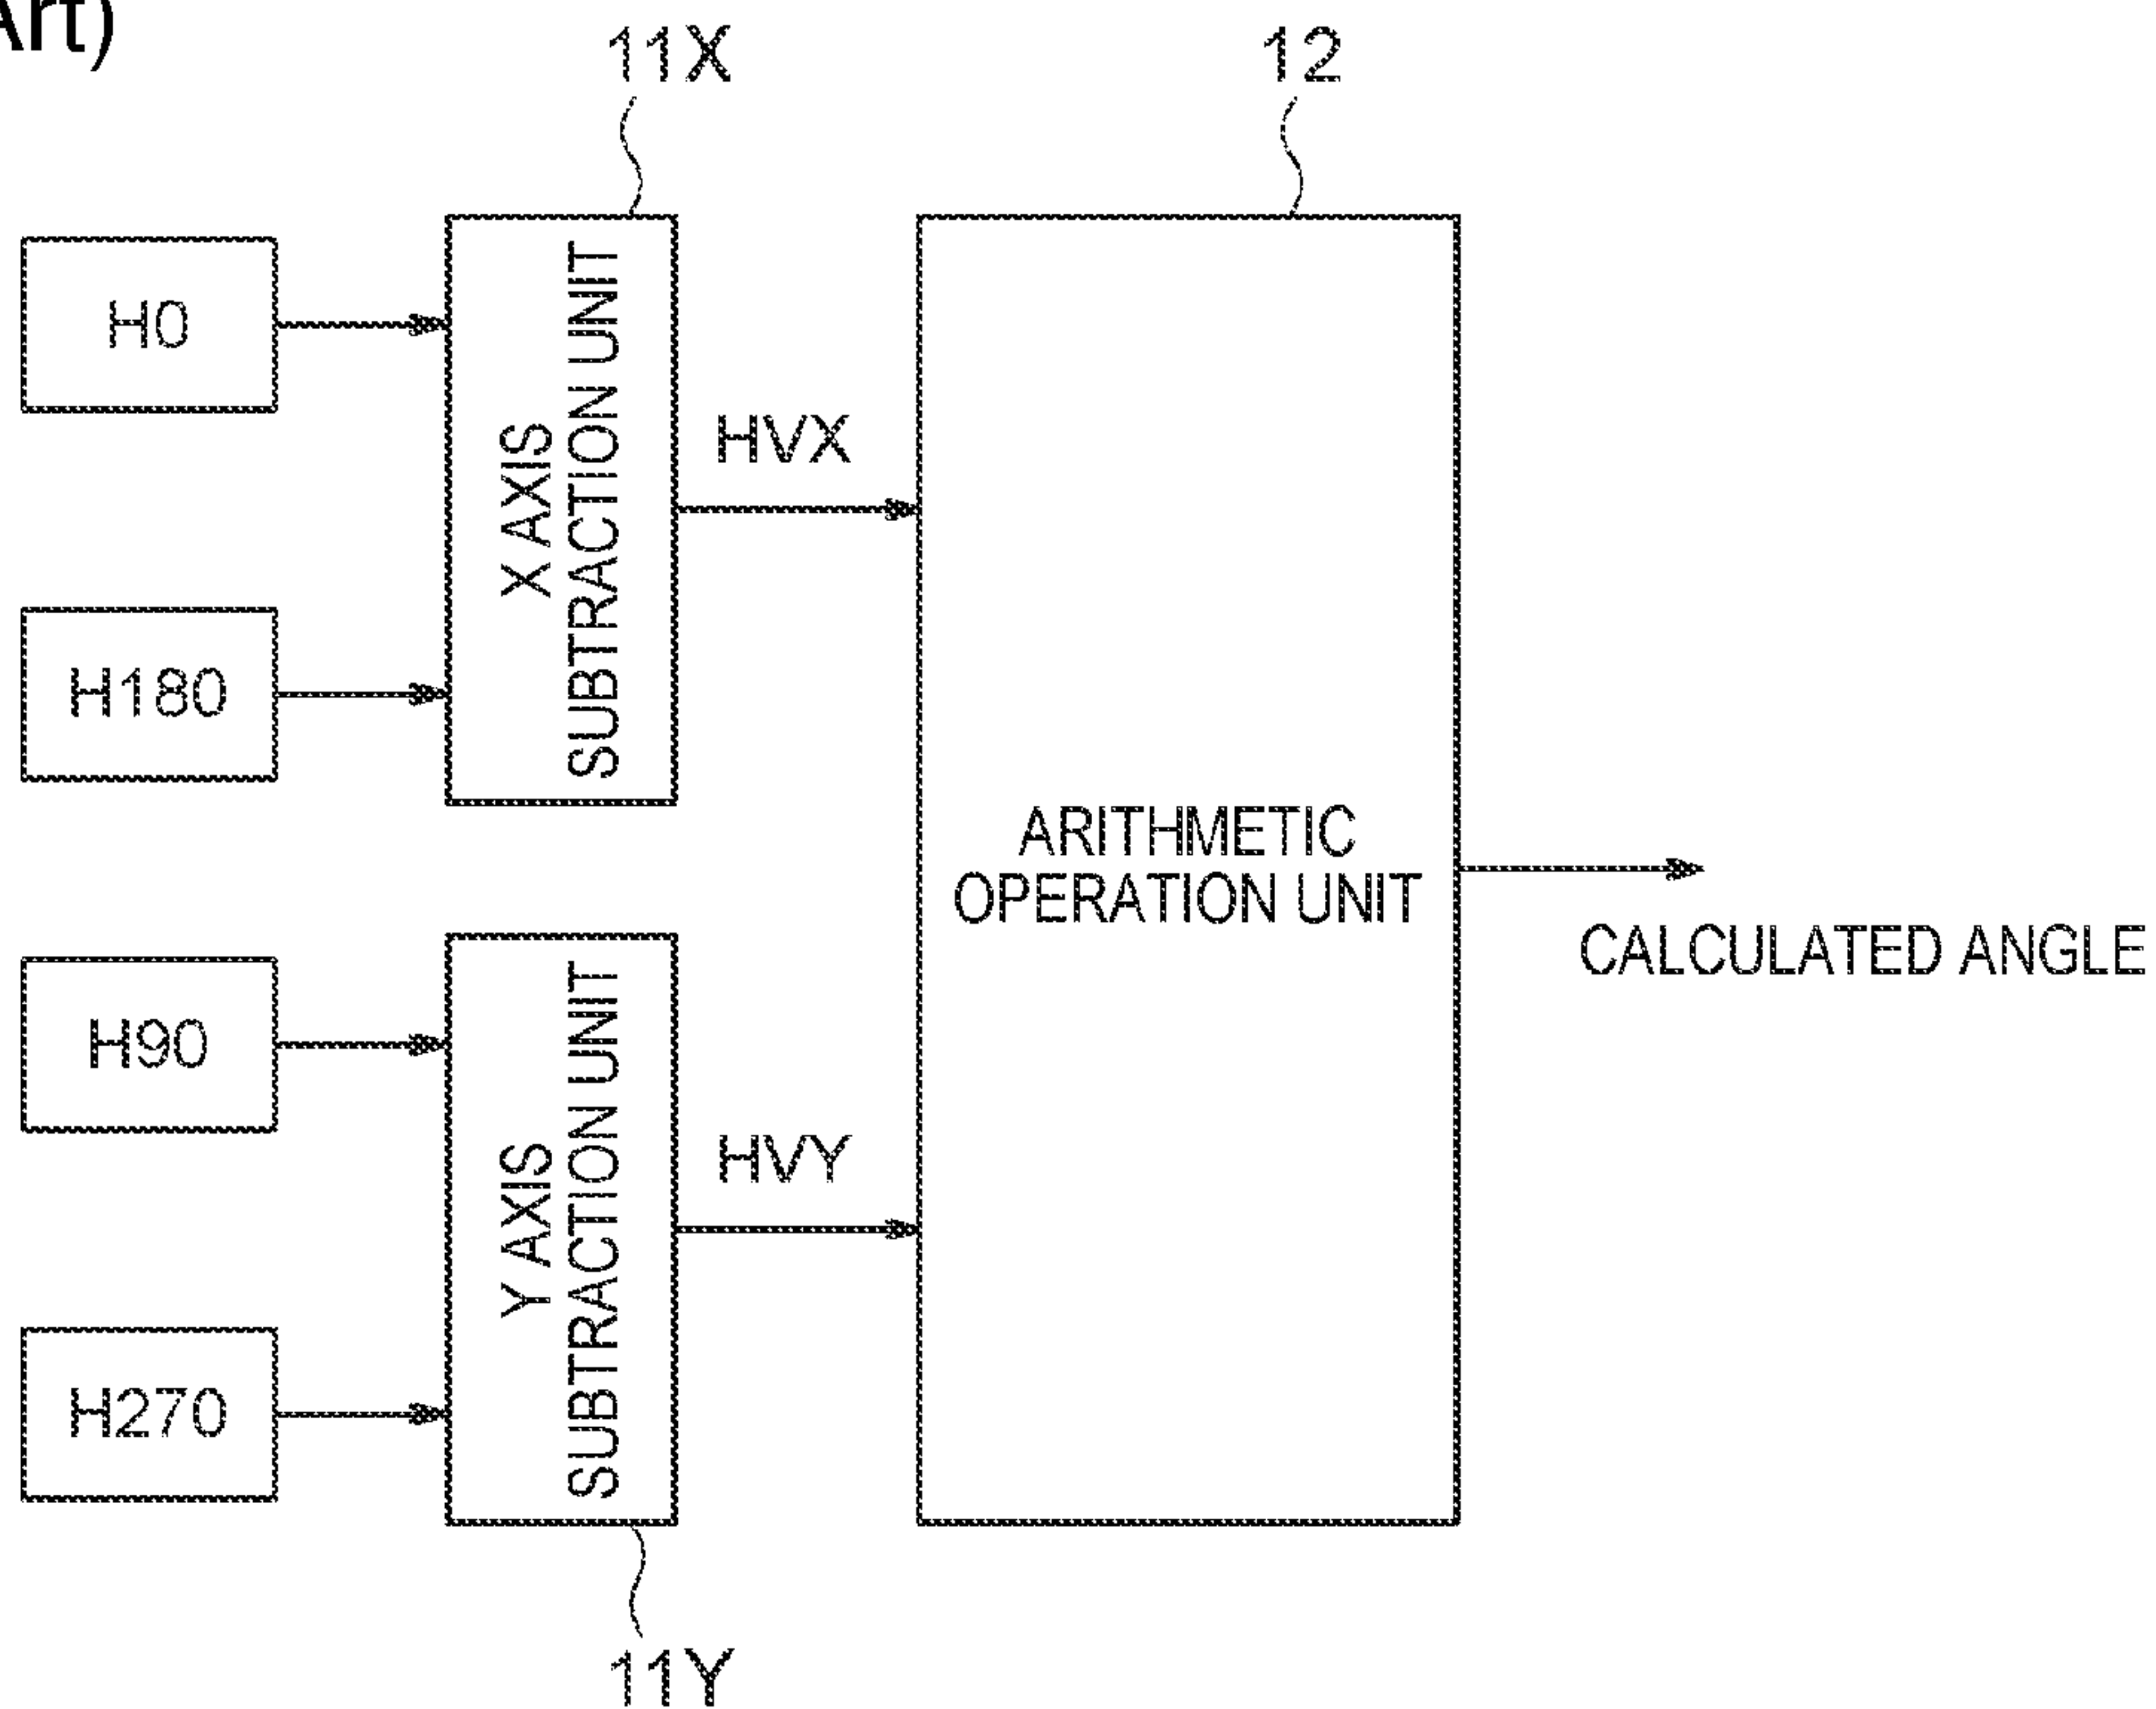 Art)
11X
12
H0
X AXIS
SUBTRACTION UNIT
HVX
H180
ARITHMETIC
OPERATION UNIT
CALCULATED ANGLE
H90
Y AXIS
SUBTRACTION UNIT
HVY
H270
11Y